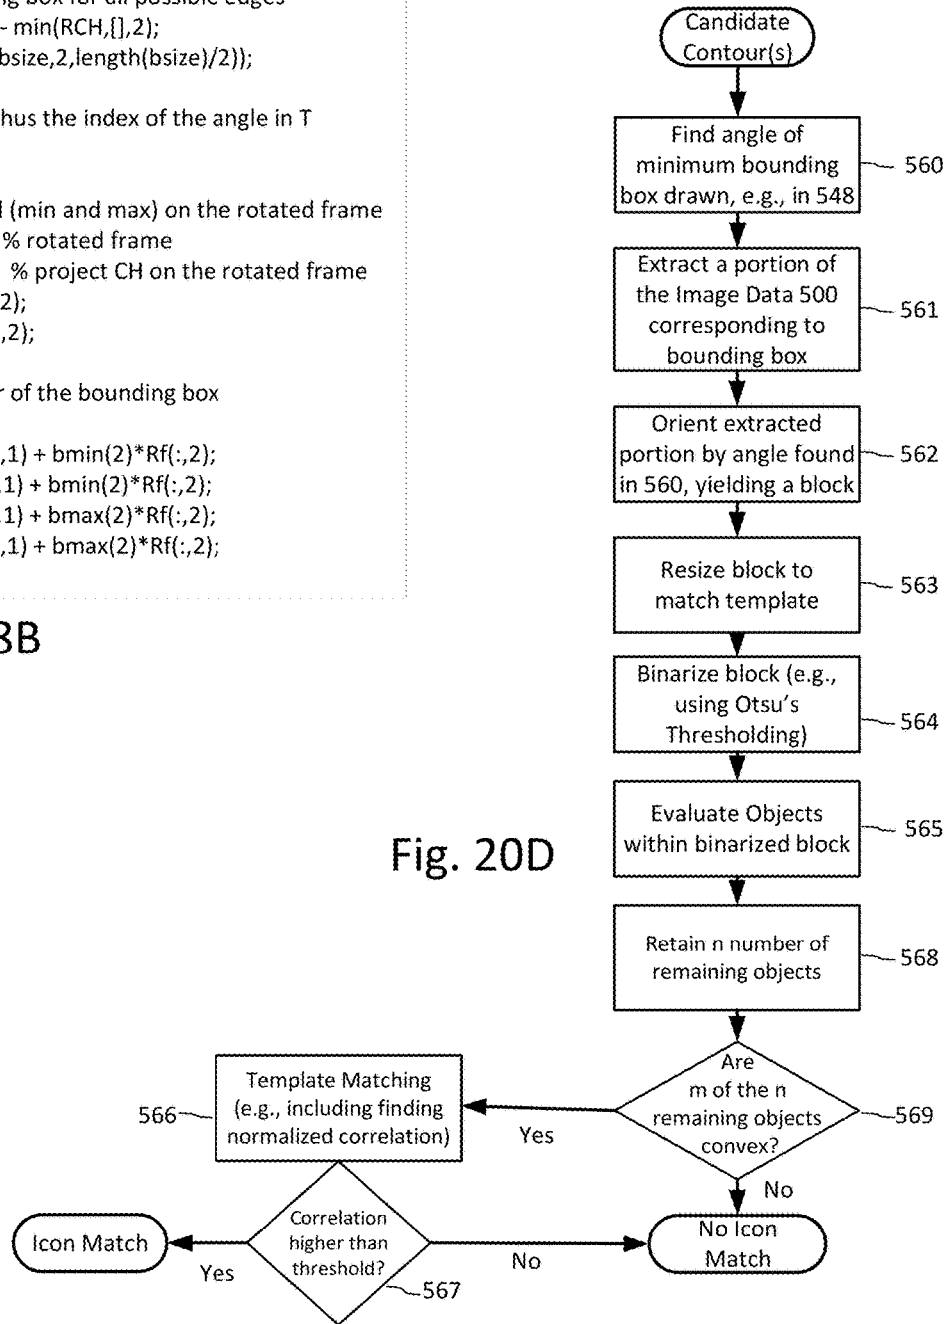 ng box for all possible edges
- min(RCH,[],2);
bsize,2,length(bsize)/2));
hus the index of the angle in T
(min and max) on the rotated frame
% rotated frame
% project CH on the rotated frame
2);
,2);
of the bounding box
,1) + bmin(2)*Rf(:,2);
,1) + bmin(2)*Rf(:,2);
,1) + bmax(2)*Rf(:,2);
,1) + bmax(2)*Rf(:,2);
8B
Fig. 20D
Candidate
Contour(s)
Find angle of
minimum bounding
box drawn, e.g., in 548
560
Extract a portion of
the Image Data 500
corresponding to
bounding box
561
Orient extracted
portion by angle found
in 560, yielding a block
562
Resize block to
match template
563
Binarize block (e.g.,
using Otsu's
Thresholding)
564
Evaluate Objects
within binarized block
565
Retain n number of
remaining objects
568
Are
m of the n
remaining objects
convex?
569
Yes
No
Template Matching
(e.g., including finding
normalized correlation)
566
Correlation
higher than
threshold?
567
Yes
No
Icon Match
No Icon
Match